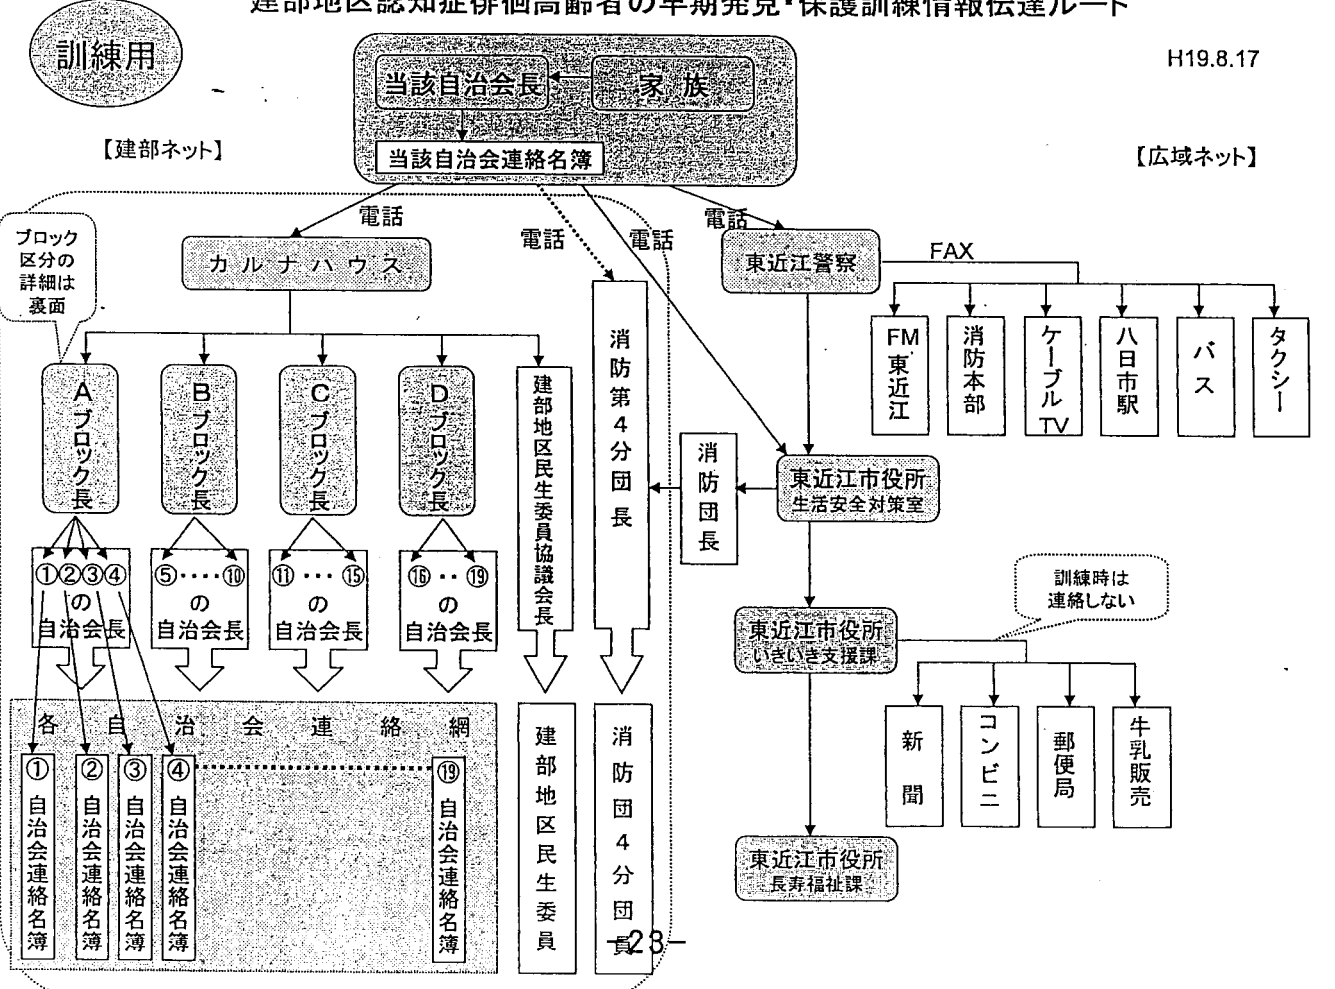 建部地区認知症徘徊高齢者の早期発見・保護訓練情報伝達ルート
訓練用
H19.8.17
当該自治会長
家族
当該自治会連絡名簿
【建部ネット】
【広域ネット】
電話
電話
電話
電話
ブロック
区分の
詳細は
裏面
カルナハウス
東近江警察
FAX
FM東近江
消防本部
ケーブルTV
八日市駅
バス
タクシー
Aブロック長
Bブロック長
Cブロック長
Dブロック長
建部地区民生委員協議会長
消防第4分団長
消防団長
東近江市役所
生活安全対策室
①②③④
の
自治会長
⑤‥‥⑩
の
自治会長
⑪‥・⑮
の
自治会長
⑯‥⑲
の
自治会長
訓練時は
連絡しない
東近江市役所
いきいき支援課
新聞
コンビニ
郵便局
牛乳販売
各自治会連絡網
①自治会連絡名簿
②自治会連絡名簿
③自治会連絡名簿
④自治会連絡名簿
⑲自治会連絡名簿
建部地区民生委員
消防団4分団員
東近江市役所
長寿福祉課
-23-